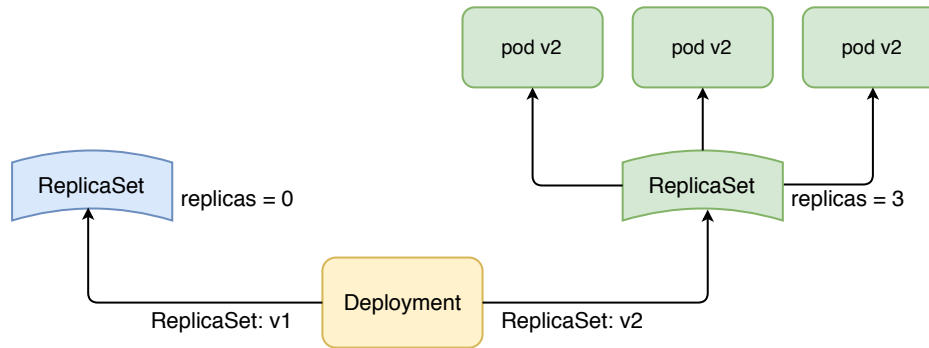 pod v2
pod v2
pod v2
ReplicaSet
replicas = 0
ReplicaSet
replicas = 3
Deployment
ReplicaSet: v1
ReplicaSet: v2